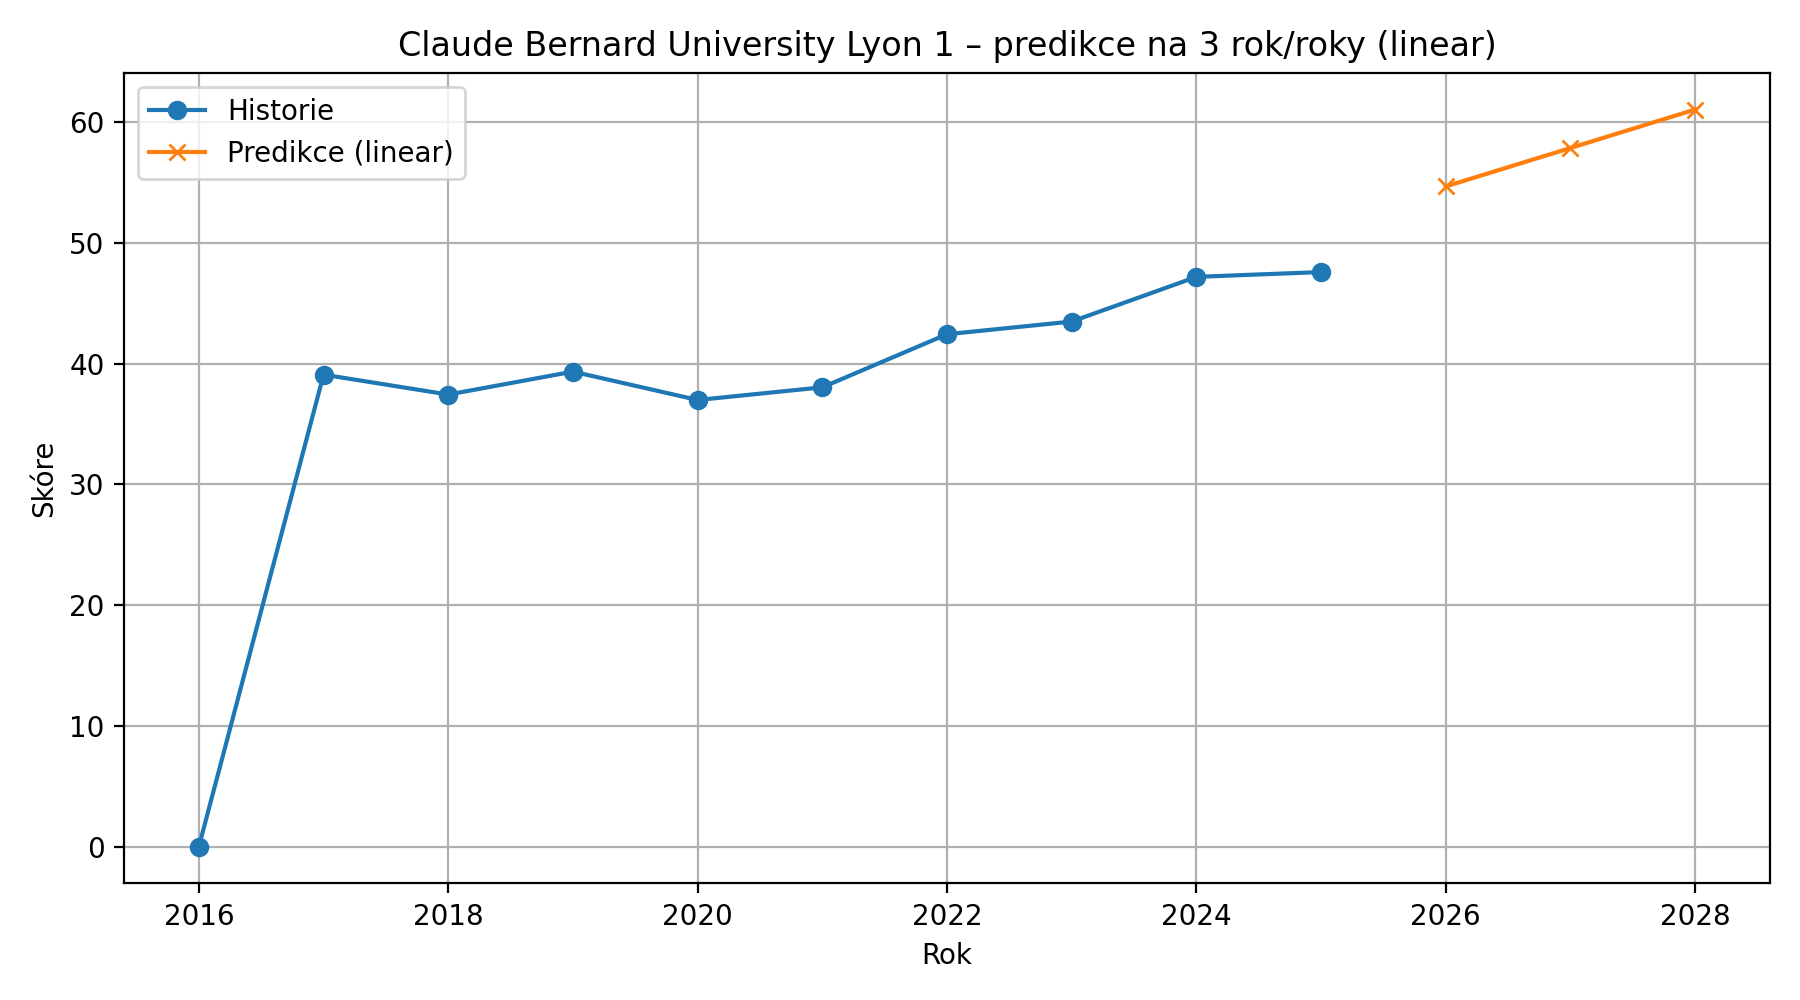 Claude Bernard University Lyon 1 – predikce na 3 rok/roky (linear)
Historie
Predikce (linear)
60
50
40
30
20
10
0
Skóre
2016 2018 2020 2022 2024 2026 2028
Rok